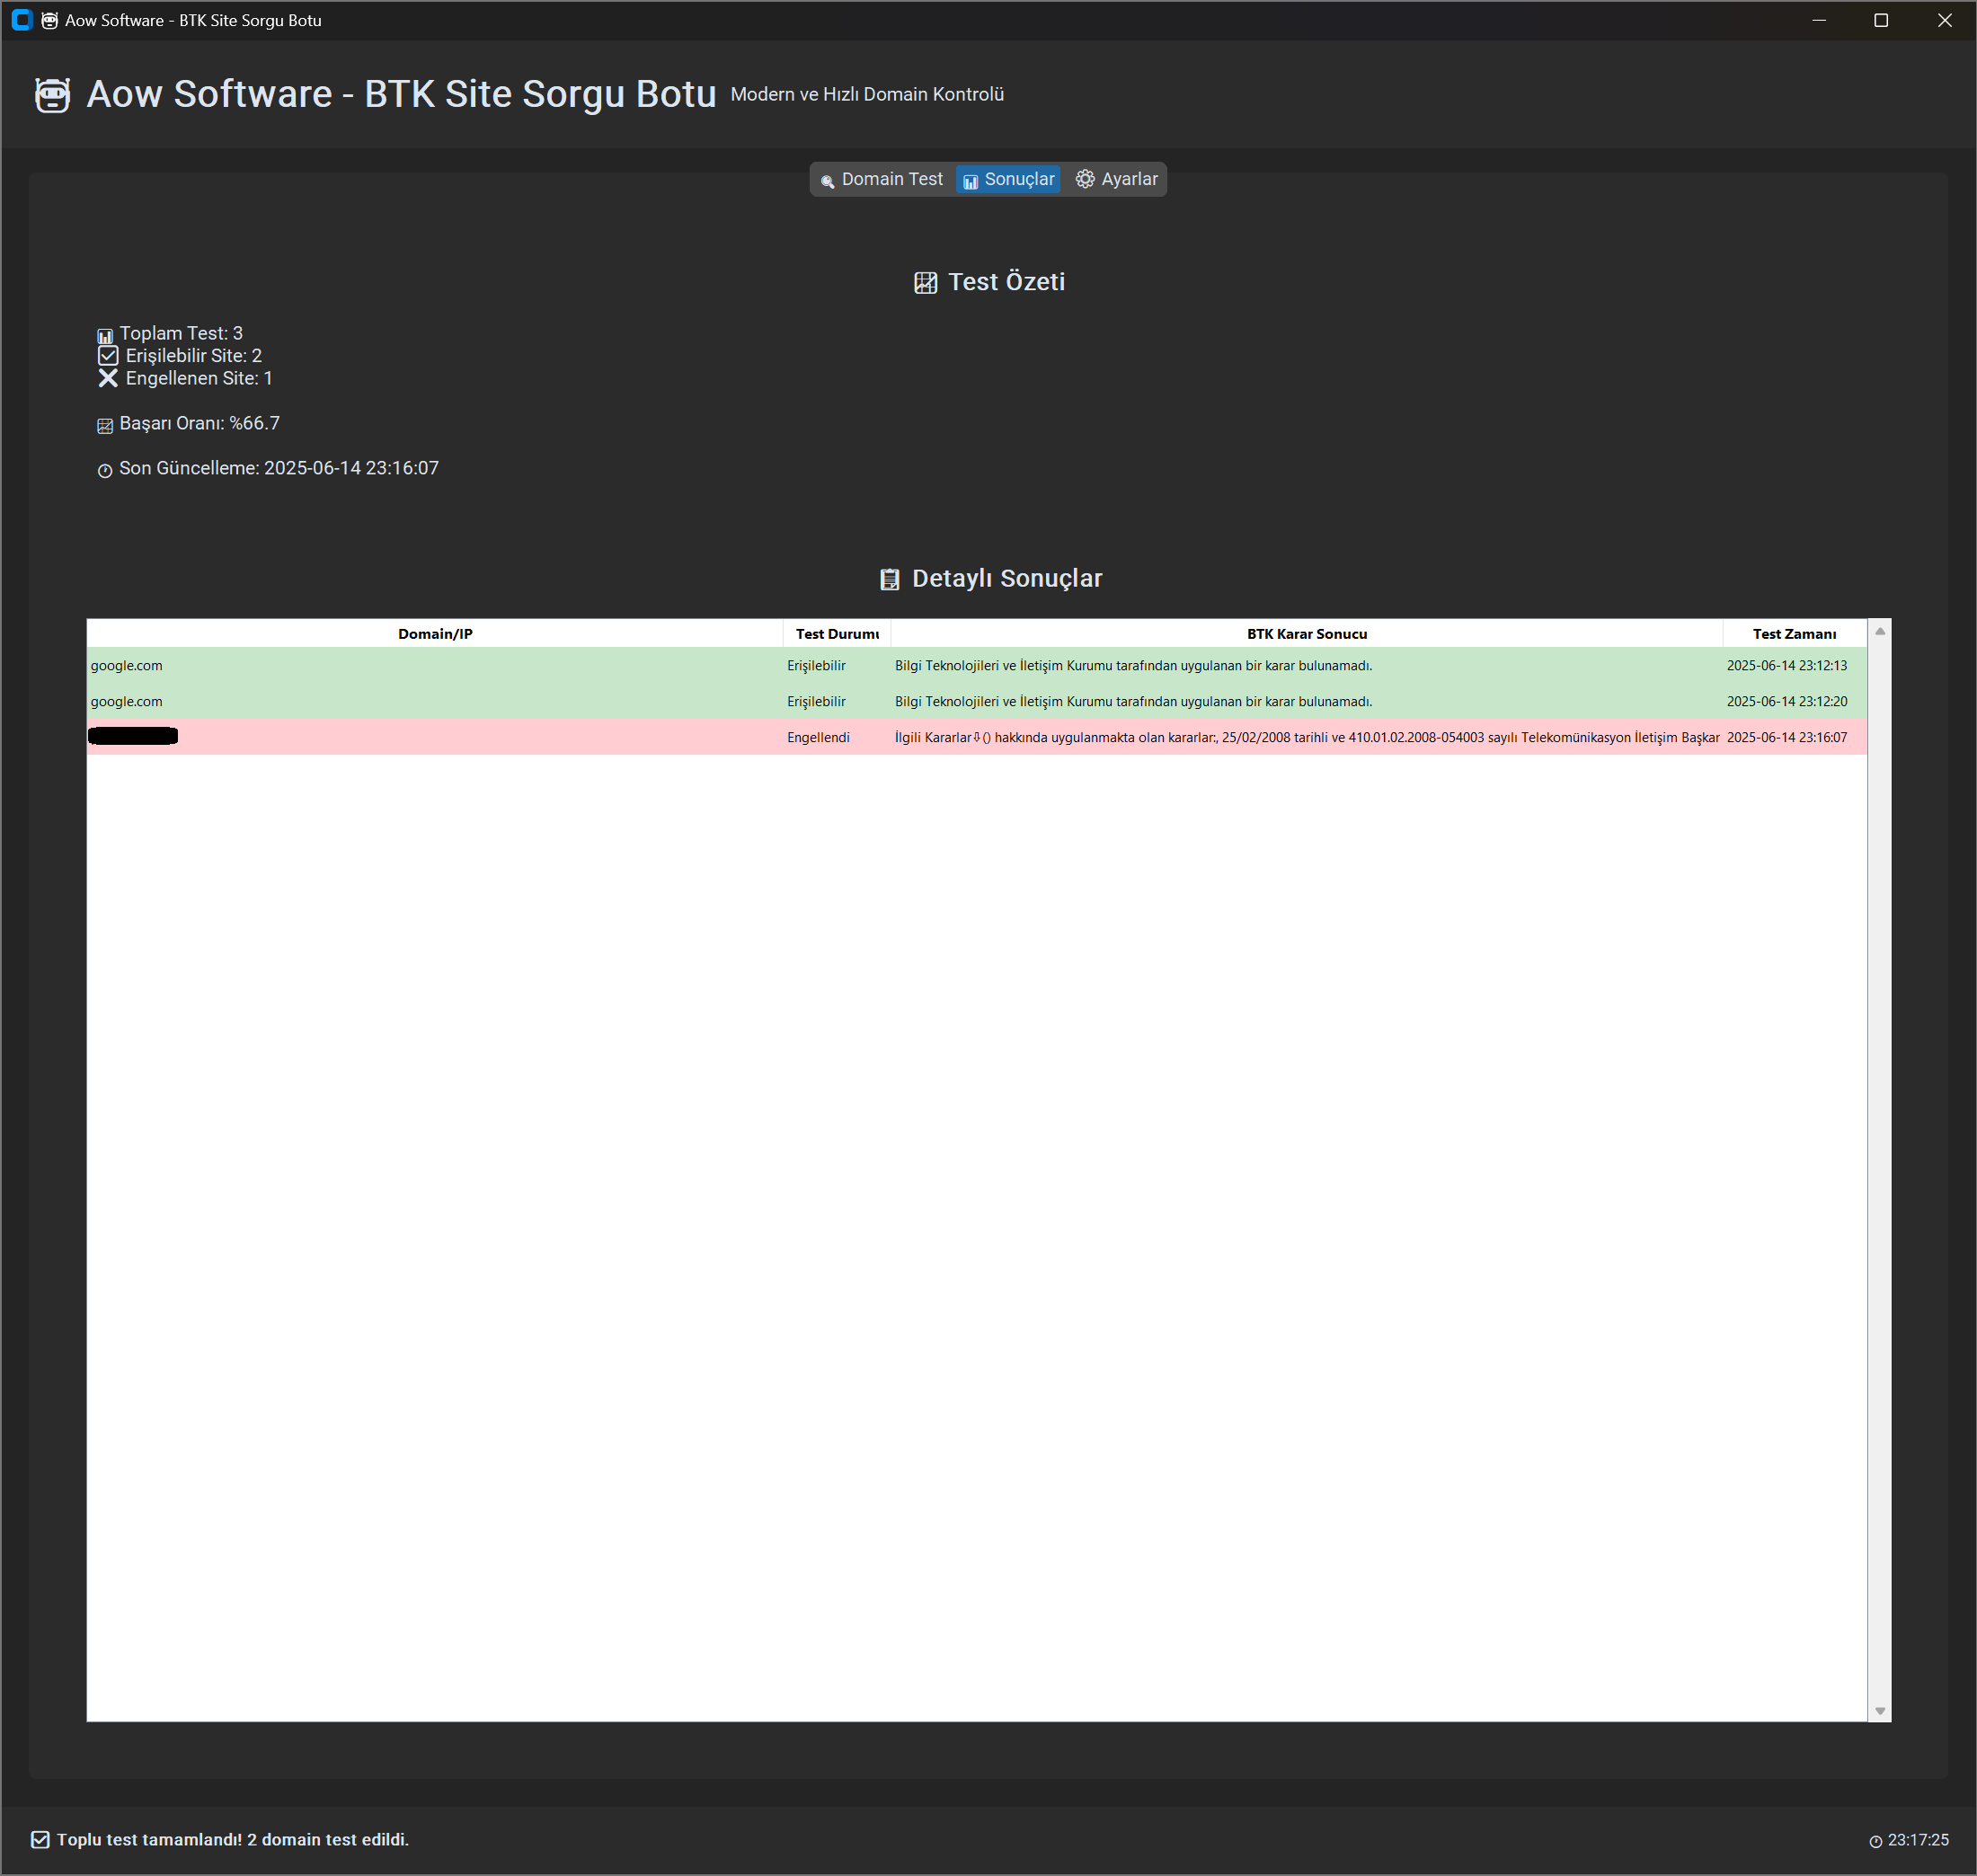 Aow Software - BTK Site Sorgu Botu
Aow Software - BTK Site Sorgu Botu Modern ve Hızlı Domain Kontrolü
Domain Test Sonuçlar Ayarlar
Test Özeti
Toplam Test: 3
Erişilebilir Site: 2
Engellenen Site: 1
Başarı Oranı: %66.7
Son Güncelleme: 2025-06-14 23:16:07
Detaylı Sonuçlar
Domain/IP Test Durumu BTK Karar Sonucu Test Zamanı
google.com Erişilebilir Bilgi Teknolojileri ve İletişim Kurumu tarafından uygulanan bir karar bulunamadı. 2025-06-14 23:12:13
google.com Erişilebilir Bilgi Teknolojileri ve İletişim Kurumu tarafından uygulanan bir karar bulunamadı. 2025-06-14 23:12:20
Engellendi İlgili Kararlar⇩() hakkında uygulanmakta olan kararlar:, 25/02/2008 tarihli ve 410.01.02.2008-054003 sayılı Telekomünikasyon İletişim Başkar 2025-06-14 23:16:07
Toplu test tamamlandı! 2 domain test edildi.
23:17:25